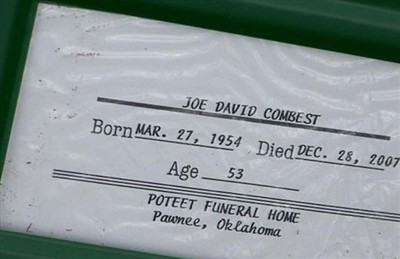 JOE DAVID COMBEST
Born MAR. 27, 1954 Died DEC. 28, 2007
Age 53
POTEET FUNERAL HOME
Pawnee, Oklahoma